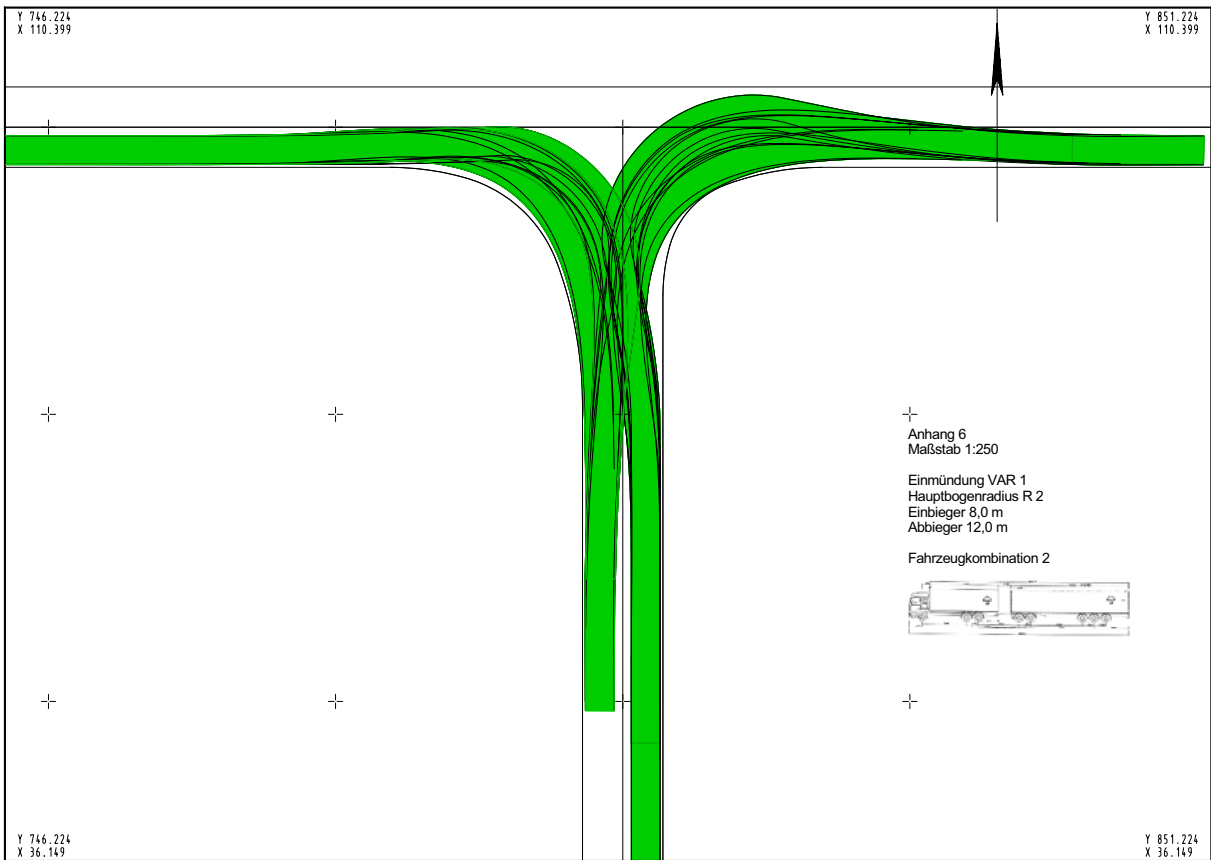 Y 746.224
X 110.399
Y 851.224
X 110.399
Anhang 6
Maßstab 1:250
Einmündung VAR 1
Hauptbogenradius R 2
Einbieger 8,0 m
Abbieger 12,0 m
Fahrzeugkombination 2
Y 746.224
X 36.149
Y 851.224
X 36.149